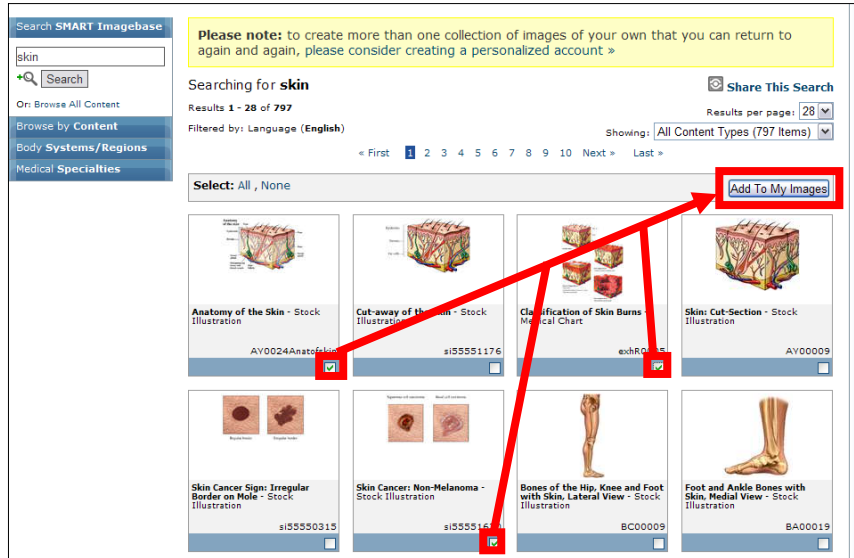 Search SMART Imagebase
skin
Search
Or: Browse All Content
Browse by Content
Body Systems/Regions
Medical Specialties
Please note: to create more than one collection of images of your own that you can return to
again and again, please consider creating a personalized account »
Searching for skin
Share This Search
Results 1 - 28 of 797
Results per page: 28
Filtered by: Language (English)
Showing: All Content Types (797 Items)
« First 1 2 3 4 5 6 7 8 9 10 Next » Last »
Select: All , None
Add To My Images
Anatomy of the Skin - Stock
Illustration
AY0024Anatofskin
Cut-away of the Skin - Stock
Illustration
si55551176
Classification of Skin Burns -
Medical Chart
Skin: Cut-Section - Stock
Illustration
AY00009
Skin Cancer Sign: Irregular
Border on Mole - Stock
Illustration
si55550315
Skin Cancer: Non-Melanoma -
Stock Illustration
Bones of the Hip, Knee and Foot
with Skin, Lateral View - Stock
Illustration
BC00009
Foot and Ankle Bones with
Skin, Medial View - Stock
Illustration
BA00019